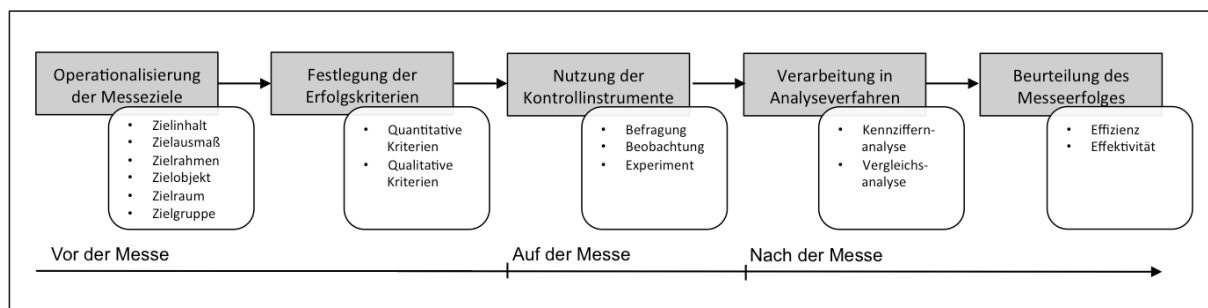 Operationalisierung
der Messeziele
• Zielinhalt
• Zielausmaß
• Zielrahmen
• Zielobjekt
• Zielraum
• Zielgruppe
Festlegung der
Erfolgskriterien
• Quantitative
Kriterien
• Qualitative
Kriterien
Nutzung der
Kontrollinstrumente
• Befragung
• Beobachtung
• Experiment
Verarbeitung in
Analyseverfahren
• Kennziffern-
analyse
• Vergleichs-
analyse
Beurteilung des
Messeerfolges
• Effizienz
• Effektivität
Vor der Messe
Auf der Messe
Nach der Messe